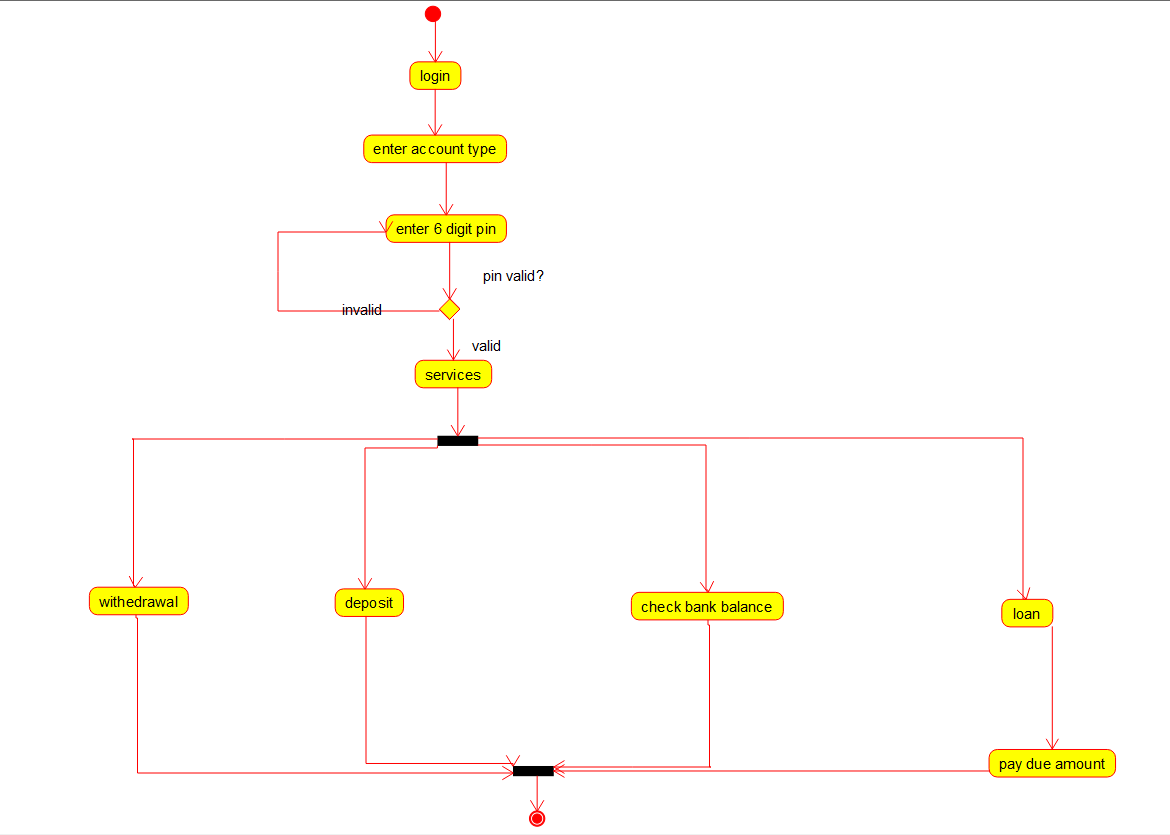 login
enter account type
enter 6 digit pin
pin valid?
invalid
valid
services
withedrawal
deposit
check bank balance
loan
pay due amount